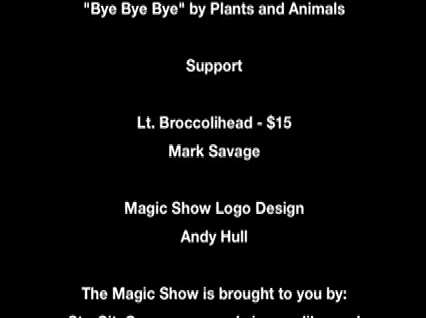 "Bye Bye Bye" by Plants and Animals
Support
Lt. Broccolihead - $15
Mark Savage
Magic Show Logo Design
Andy Hull
The Magic Show is brought to you by: